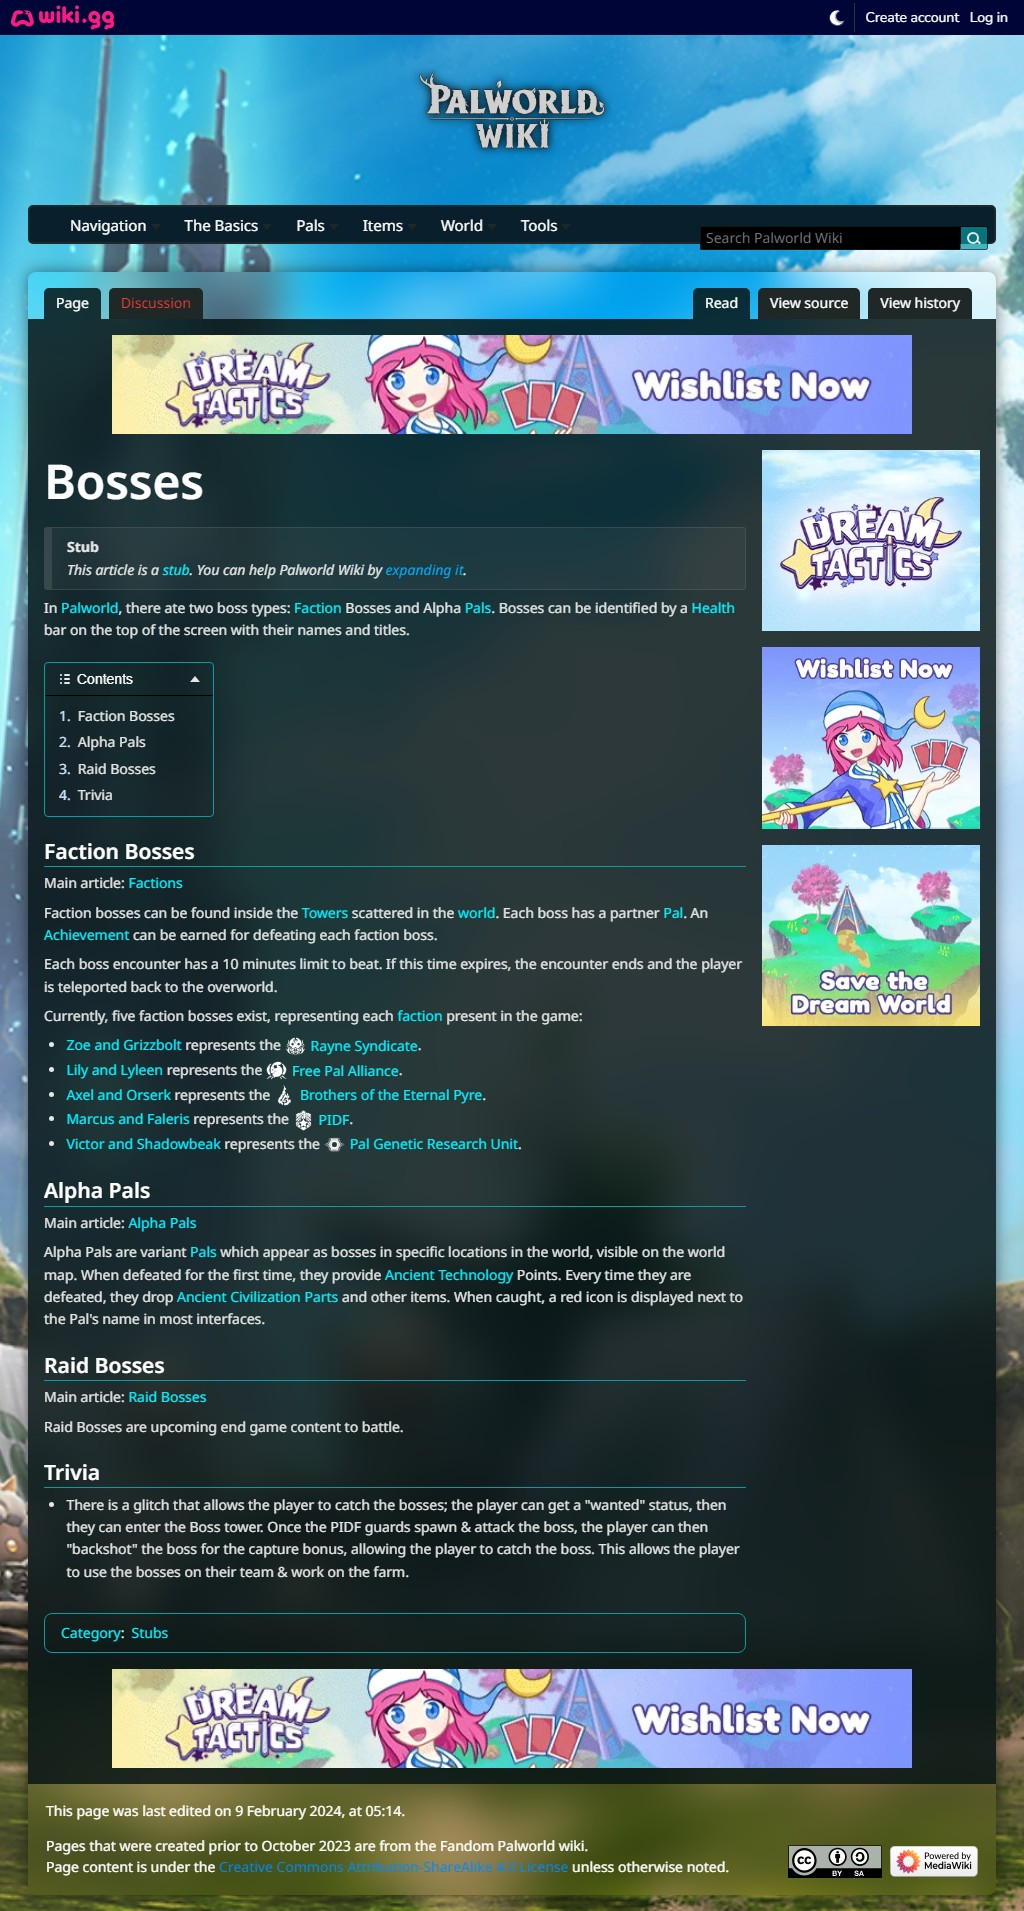 wiki.gg
Create account Log in
PALWORLD
WIKI
Navigation The Basics Pals Items World Tools
Search Palworld Wiki
Page Discussion Read View source View history
DREAM
TACTICS
Wishlist Now
Bosses
DREAM
TACTICS
Stub
This article is a stub. You can help Palworld Wiki by expanding it.
In Palworld, there ate two boss types: Faction Bosses and Alpha Pals. Bosses can be identified by a Health
bar on the top of the screen with their names and titles.
Wishlist Now
Contents
1. Faction Bosses
2. Alpha Pals
3. Raid Bosses
4. Trivia
Save the
Dream World
Faction Bosses
Main article: Factions
Faction bosses can be found inside the Towers scattered in the world. Each boss has a partner Pal. An
Achievement can be earned for defeating each faction boss.
Each boss encounter has a 10 minutes limit to beat. If this time expires, the encounter ends and the player
is teleported back to the overworld.
Currently, five faction bosses exist, representing each faction present in the game:
• Zoe and Grizzbolt represents the Rayne Syndicate.
• Lily and Lyleen represents the Free Pal Alliance.
• Axel and Orserk represents the Brothers of the Eternal Pyre.
• Marcus and Faleris represents the PIDF.
• Victor and Shadowbeak represents the Pal Genetic Research Unit.
Alpha Pals
Main article: Alpha Pals
Alpha Pals are variant Pals which appear as bosses in specific locations in the world, visible on the world
map. When defeated for the first time, they provide Ancient Technology Points. Every time they are
defeated, they drop Ancient Civilization Parts and other items. When caught, a red icon is displayed next to
the Pal's name in most interfaces.
Raid Bosses
Main article: Raid Bosses
Raid Bosses are upcoming end game content to battle.
Trivia
• There is a glitch that allows the player to catch the bosses; the player can get a "wanted" status, then
they can enter the Boss tower. Once the PIDF guards spawn & attack the boss, the player can then
"backshot" the boss for the capture bonus, allowing the player to catch the boss. This allows the player
to use the bosses on their team & work on the farm.
Category: Stubs
DREAM
TACTICS
Wishlist Now
This page was last edited on 9 February 2024, at 05:14.
Pages that were created prior to October 2023 are from the Fandom Palworld wiki.
Page content is under the Creative Commons Attribution-ShareAlike 4.0 License unless otherwise noted.
cc BY SA
Powered by
MediaWiki